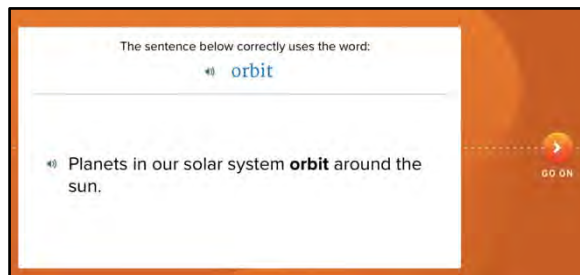 The sentence below correctly uses the word:
orbit
Planets in our solar system orbit around the
sun.
GO ON